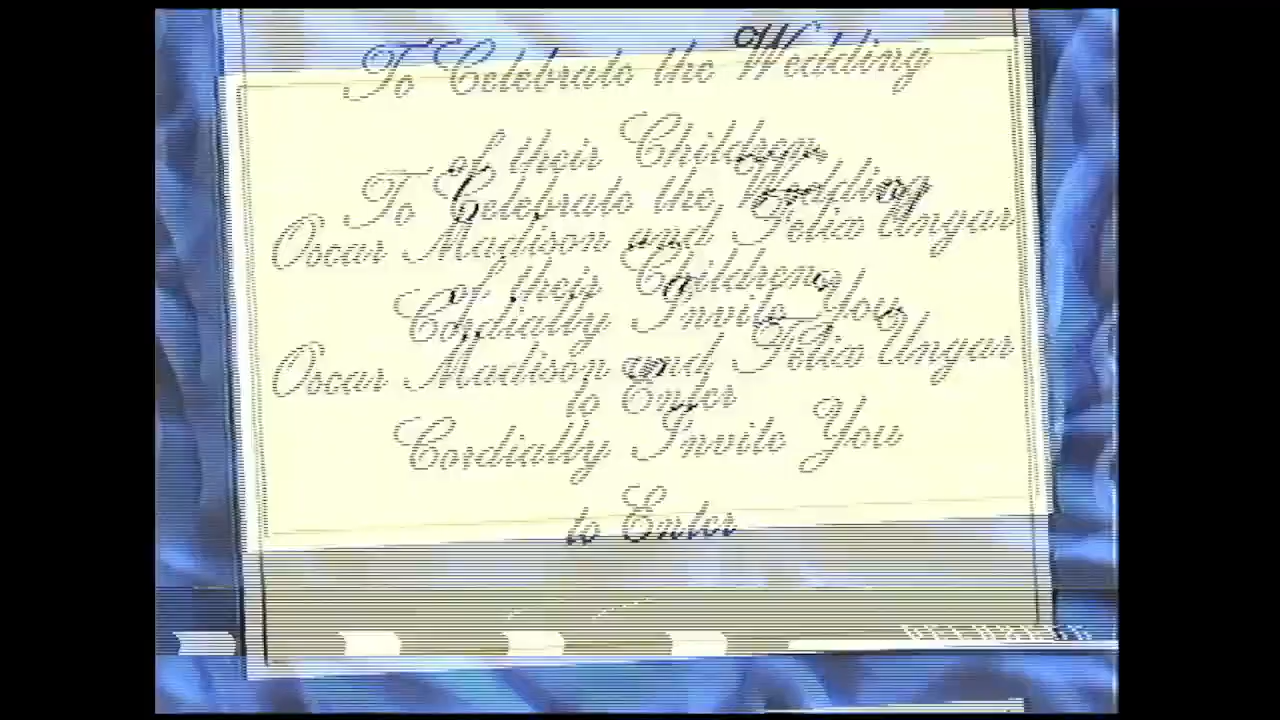 To Celebrate the Wedding
of their Children
To Celebrate the Wedding
Oscar Madison and Felix Ungar
of their Children
Cordially Invite You
Oscar Madison and Felix Ungar
to Enter
Cordially Invite You
to Enter